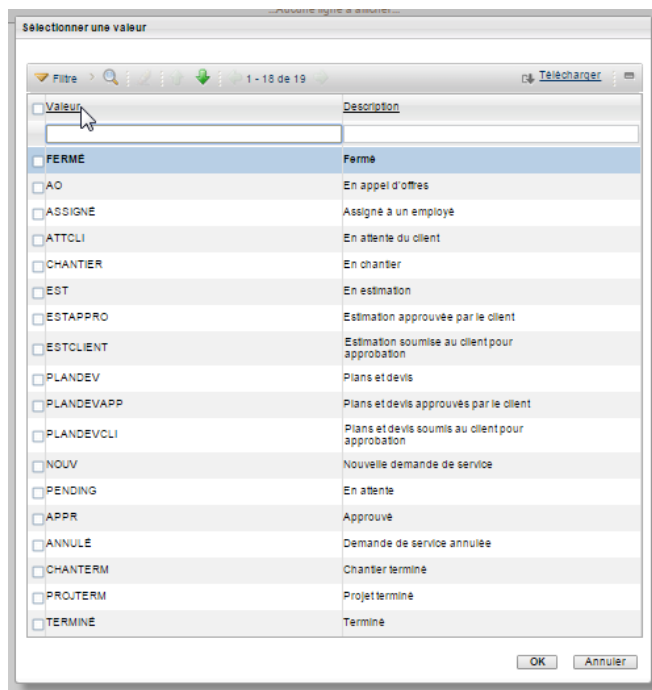 ...Aucune ligne à afficher...
Sélectionner une valeur
Filtre 1 - 18 de 19 Télécharger
Valeur Description
FERMÉ Fermé
AO En appel d'offres
ASSIGNÉ Assigné à un employé
ATTCLI En attente du client
CHANTIER En chantier
EST En estimation
ESTAPPRO Estimation approuvée par le client
ESTCLIENT Estimation soumise au client pour
approbation
PLANDEV Plans et devis
PLANDEVAPP Plans et devis approuvés par le client
PLANDEVCLI Plans et devis soumis au client pour
approbation
NOUV Nouvelle demande de service
PENDING En attente
APPR Approuvé
ANNULÉ Demande de service annulée
CHANTERM Chantier terminé
PROJTERM Projet terminé
TERMINÉ Terminé
OK Annuler